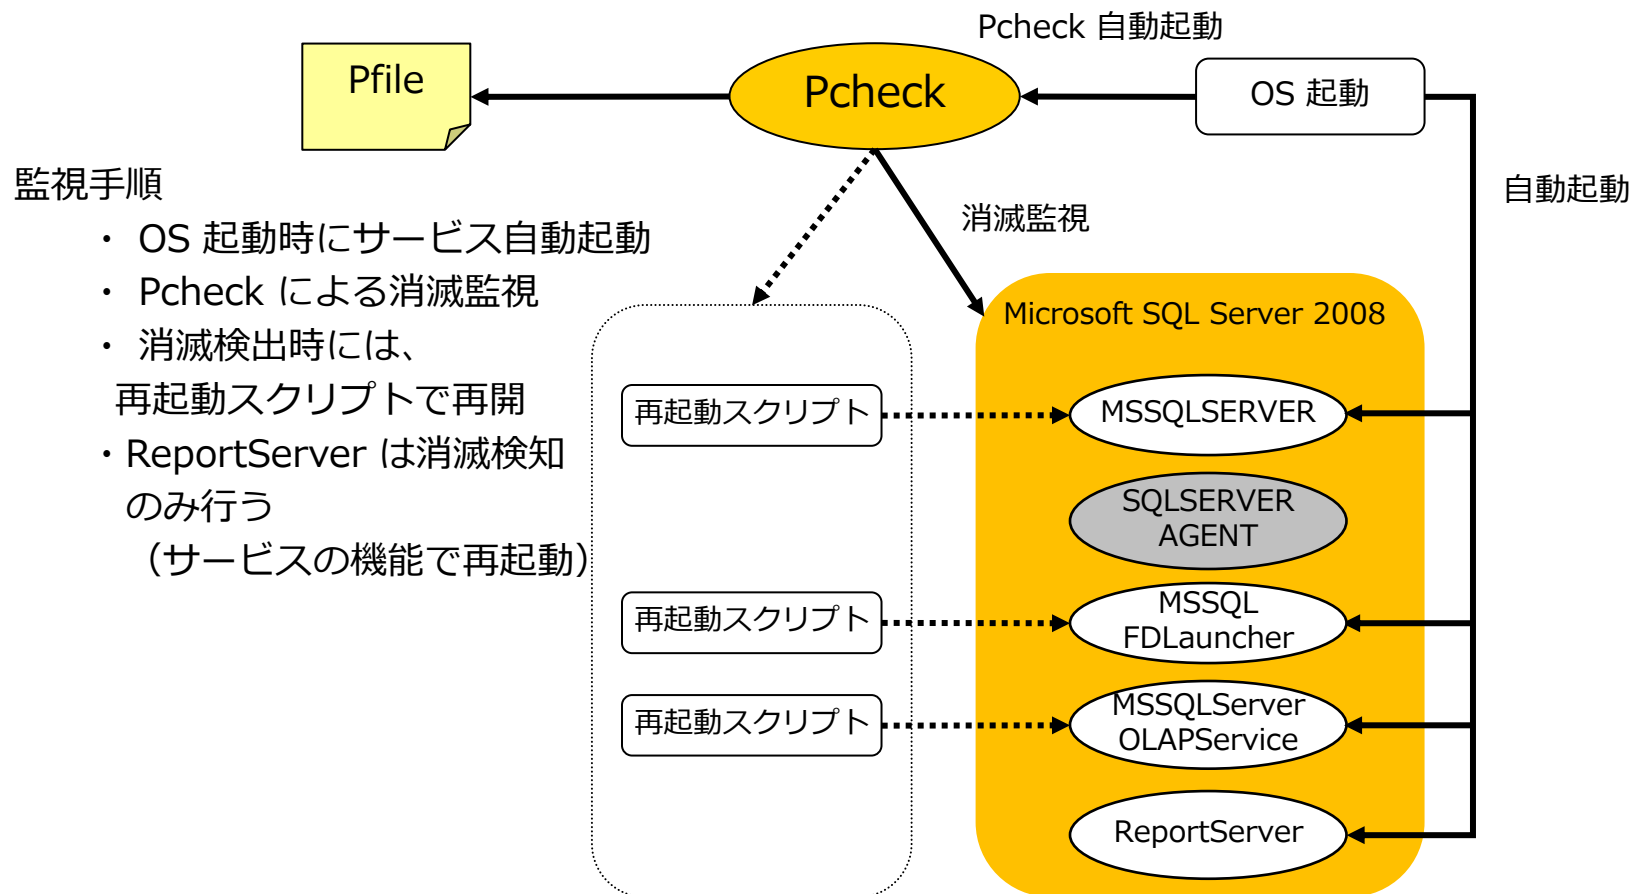 Pcheck 自動起動
Pfile
Pcheck
OS 起動
監視手順
・ OS 起動時にサービス自動起動
・ Pcheck による消滅監視
・ 消滅検出時には、
再起動スクリプトで再開
・ReportServer は消滅検知
のみ行う
（サービスの機能で再起動）
消滅監視
自動起動
Microsoft SQL Server 2008
再起動スクリプト
MSSQLSERVER
SQLSERVER
AGENT
再起動スクリプト
MSSQL
FDLauncher
再起動スクリプト
MSSQLServer
OLAPService
ReportServer